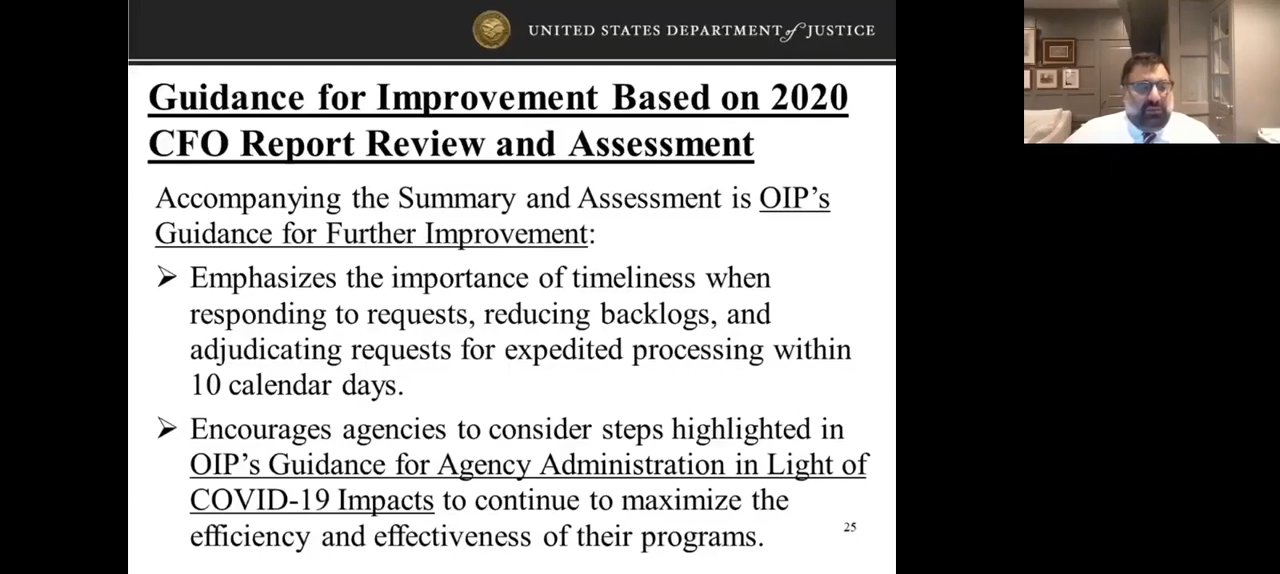 UNITED STATES DEPARTMENT of JUSTICE
Guidance for Improvement Based on 2020
CFO Report Review and Assessment
Accompanying the Summary and Assessment is OIP's
Guidance for Further Improvement:
➢ Emphasizes the importance of timeliness when
responding to requests, reducing backlogs, and
adjudicating requests for expedited processing within
10 calendar days.
➢ Encourages agencies to consider steps highlighted in
OIP's Guidance for Agency Administration in Light of
COVID-19 Impacts to continue to maximize the
efficiency and effectiveness of their programs.
25